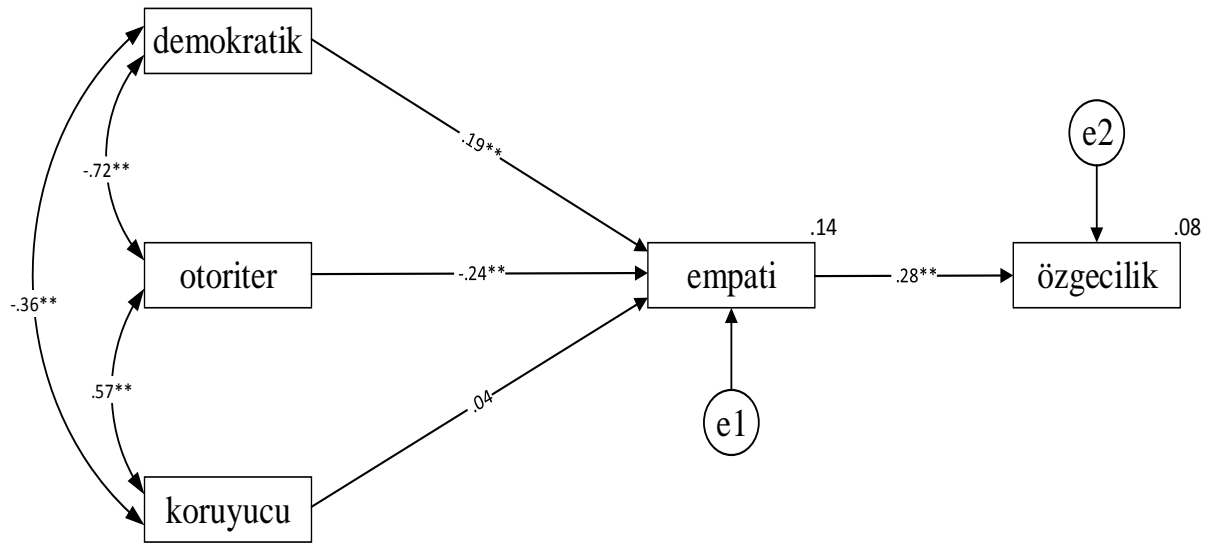 demokratik
-.72**
.19**
e2
otoriter
-.24**
.14
empati
.28**
.08
özgecilik
-.36**
.57**
.04
e1
koruyucu